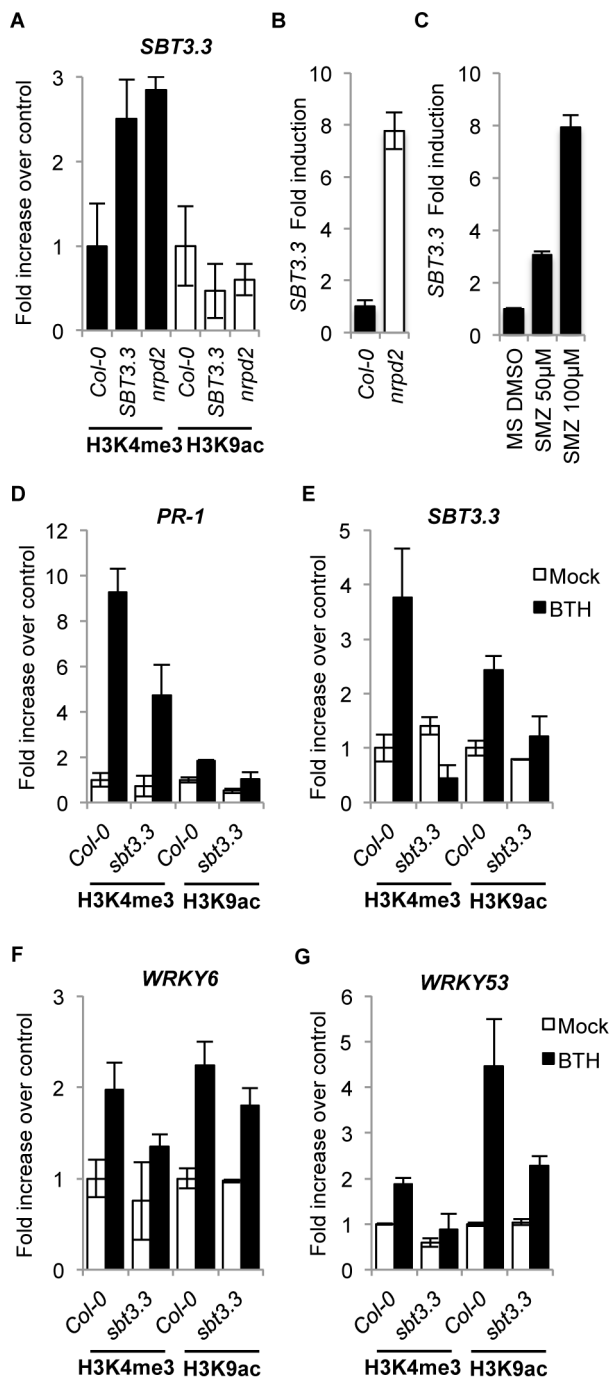 A
SBT3.3
Fold increase over control
3
2
1
0
Col-0
SBT3.3
nrpd2
Col-0
SBT3.3
nrpd2
H3K4me3
H3K9ac
B
SBT3.3 Fold induction
10
8
6
4
2
0
Col-0
nrpd2
C
SBT3.3 Fold induction
10
8
6
4
2
0
MS DMSO
SMZ 50µM
SMZ 100µM
D
PR-1
Fold increase over control
12
10
8
6
4
2
0
Col-0
sbt3.3
Col-0
sbt3.3
H3K4me3
H3K9ac
E
SBT3.3
Fold increase over control
5
4
3
2
1
0
Mock
BTH
Col-0
sbt3.3
Col-0
sbt3.3
H3K4me3
H3K9ac
F
WRKY6
Fold increase over control
3
2
1
0
Col-0
sbt3.3
Col-0
sbt3.3
H3K4me3
H3K9ac
G
WRKY53
Fold increase over control
6
5
4
3
2
1
0
Mock
BTH
Col-0
sbt3.3
Col-0
sbt3.3
H3K4me3
H3K9ac